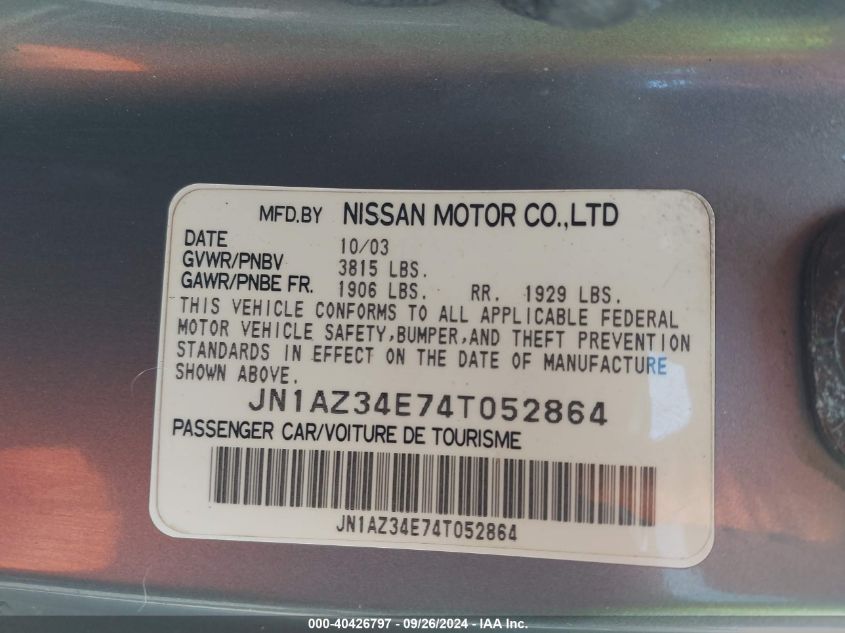 MFD.BY NISSAN MOTOR CO.,LTD
DATE 10/03
GVWR/PNBV 3815 LBS.
GAWR/PNBE FR. 1906 LBS. RR. 1929 LBS.
THIS VEHICLE CONFORMS TO ALL APPLICABLE FEDERAL
MOTOR VEHICLE SAFETY,BUMPER,AND THEFT PREVENTION
STANDARDS IN EFFECT ON THE DATE OF MANUFACTURE
SHOWN ABOVE.
JN1AZ34E74T052864
PASSENGER CAR/VOITURE DE TOURISME
JN1AZ34E74T052864
000-40426797 - 09/26/2024 - IAA Inc.